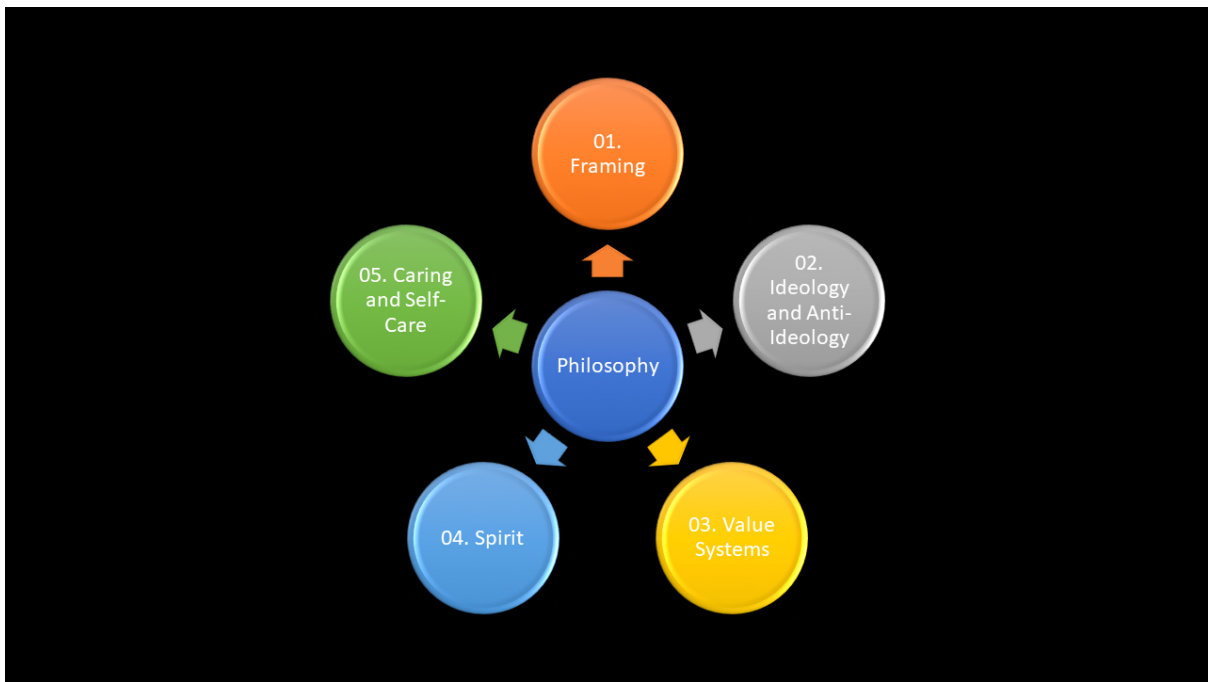 01.
Framing
02.
Ideology
and Anti-
Ideology
03. Value
Systems
04. Spirit
05. Caring
and Self-
Care
Philosophy